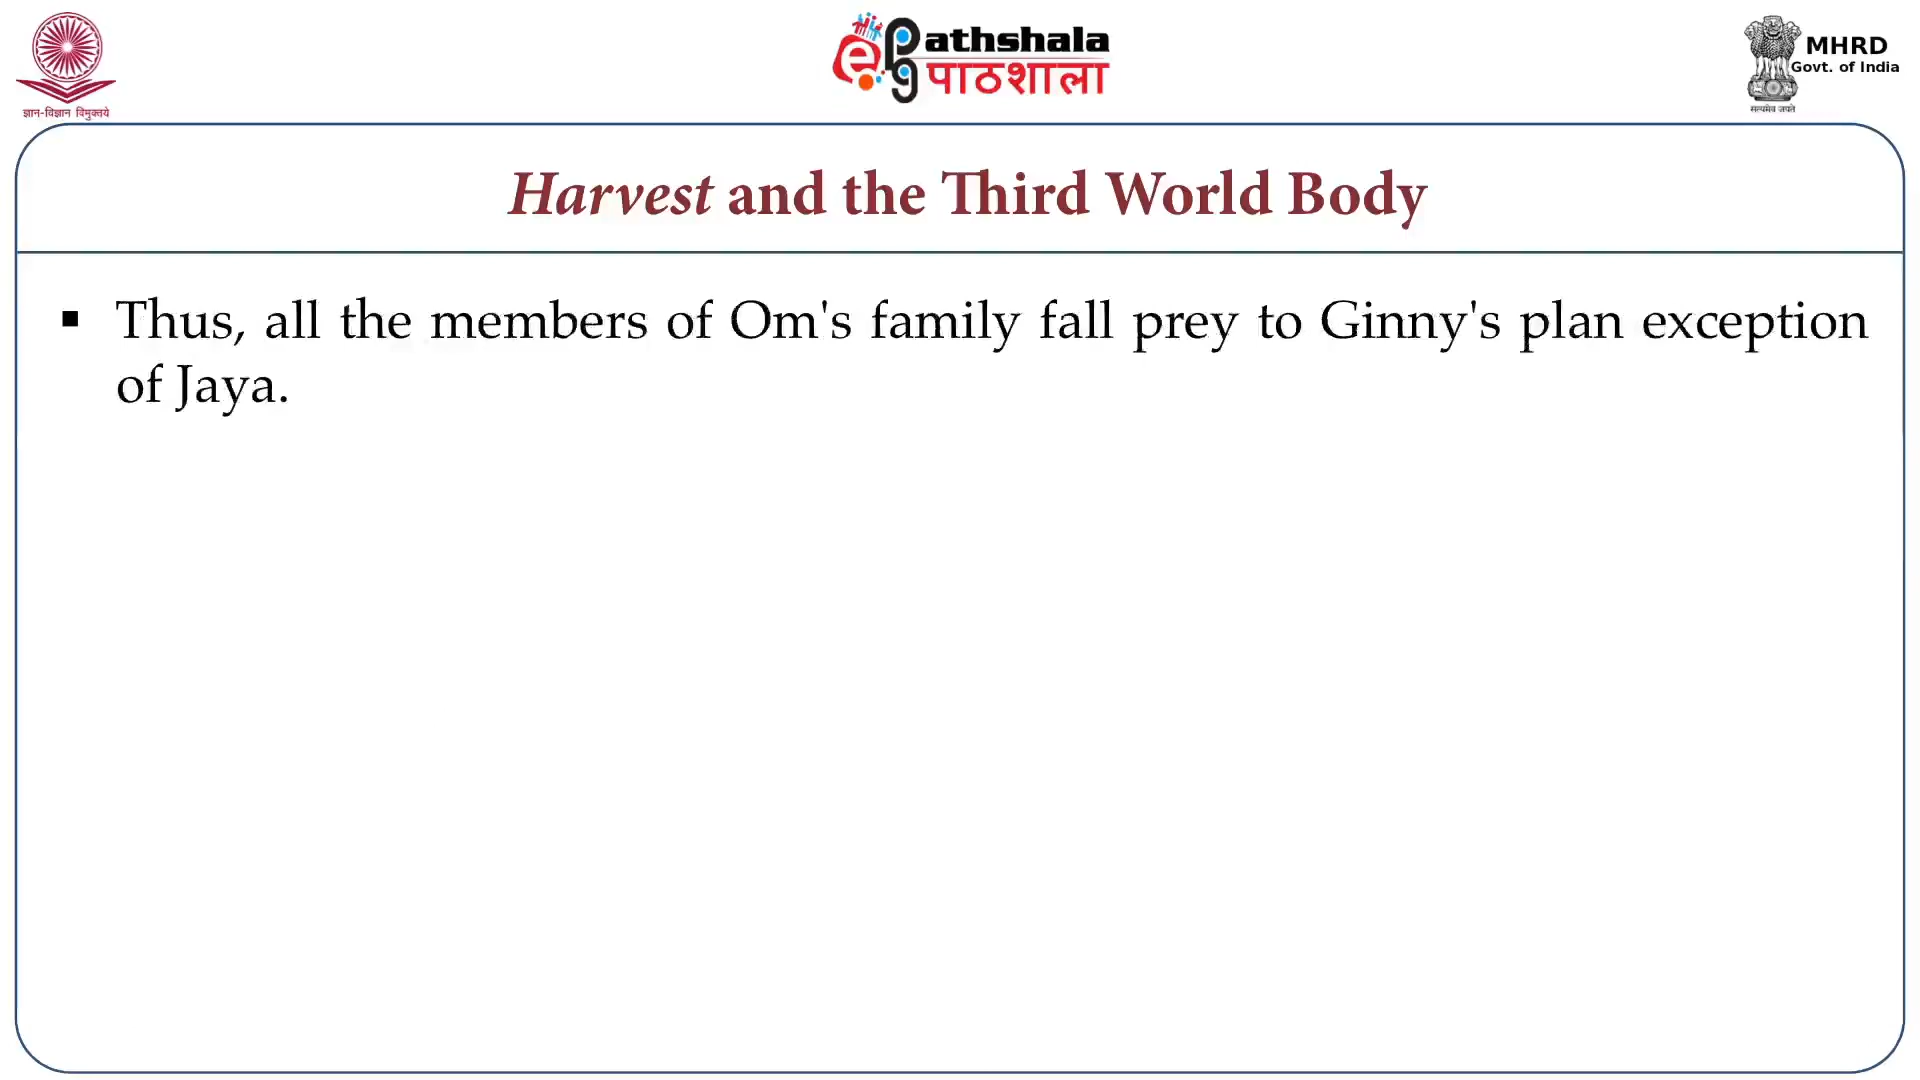 ज्ञान-विज्ञान विमुक्तये
ePathshala
पाठशाला
MHRD
Govt. of India
सत्यमेव जयते
Harvest and the Third World Body
▪ Thus, all the members of Om's family fall prey to Ginny's plan exception
of Jaya.